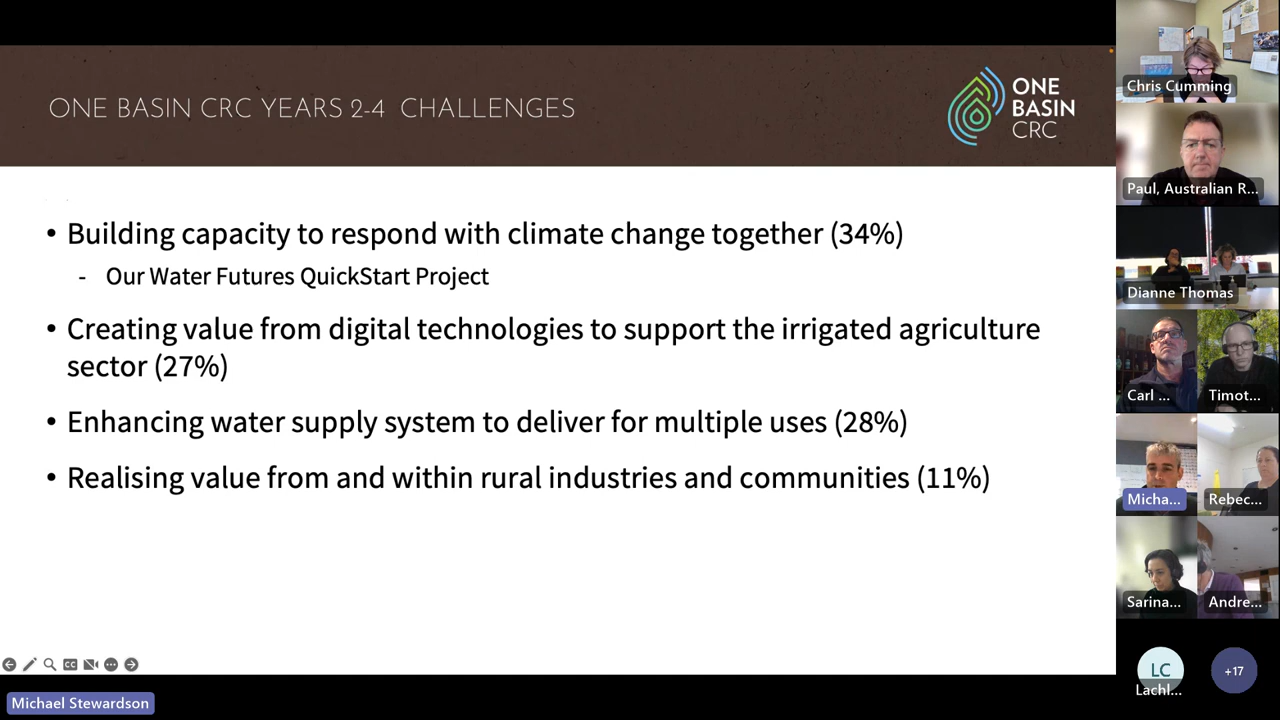 ONE BASIN CRC YEARS 2-4 CHALLENGES
ONE
BASIN
CRC
• Building capacity to respond with climate change together (34%)
- Our Water Futures QuickStart Project
• Creating value from digital technologies to support the irrigated agriculture
sector (27%)
• Enhancing water supply system to deliver for multiple uses (28%)
• Realising value from and within rural industries and communities (11%)
Michael Stewardson
Chris Cumming
Paul, Australian R...
Dianne Thomas
Carl ...
Timot...
Micha...
Rebec...
Sarina...
Andre...
LC
Lachl...
+17